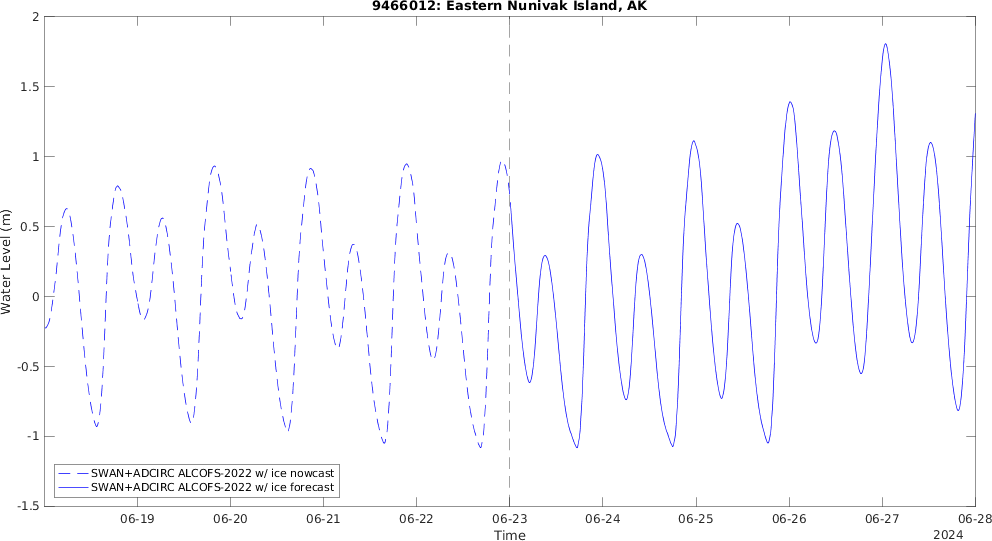 9466012: Eastern Nunivak Island, AK
Water Level (m)
2
1.5
1
0.5
0
-0.5
-1
-1.5
SWAN+ADCIRC ALCOFS-2022 w/ ice nowcast
SWAN+ADCIRC ALCOFS-2022 w/ ice forecast
06-19 06-20 06-21 06-22 06-23 06-24 06-25 06-26 06-27 06-28
Time
2024